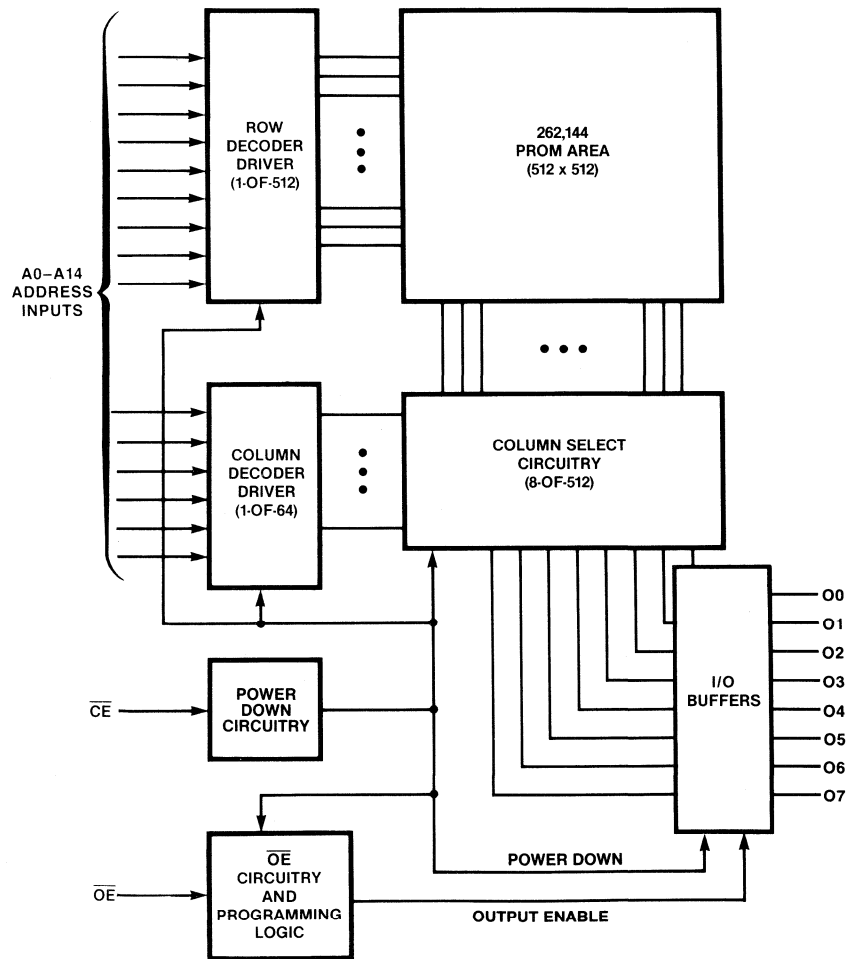 ROW
DECODER
DRIVER
(1-OF-512)
262,144
PROM AREA
(512 x 512)
A0–A14
ADDRESS
INPUTS
COLUMN
DECODER
DRIVER
(1-OF-64)
COLUMN SELECT
CIRCUITRY
(8-OF-512)
O0
O1
O2
O3
O4
O5
O6
O7
I/O
BUFFERS
CE
POWER
DOWN
CIRCUITRY
OE
OE
CIRCUITRY
AND
PROGRAMMING
LOGIC
POWER DOWN
OUTPUT ENABLE